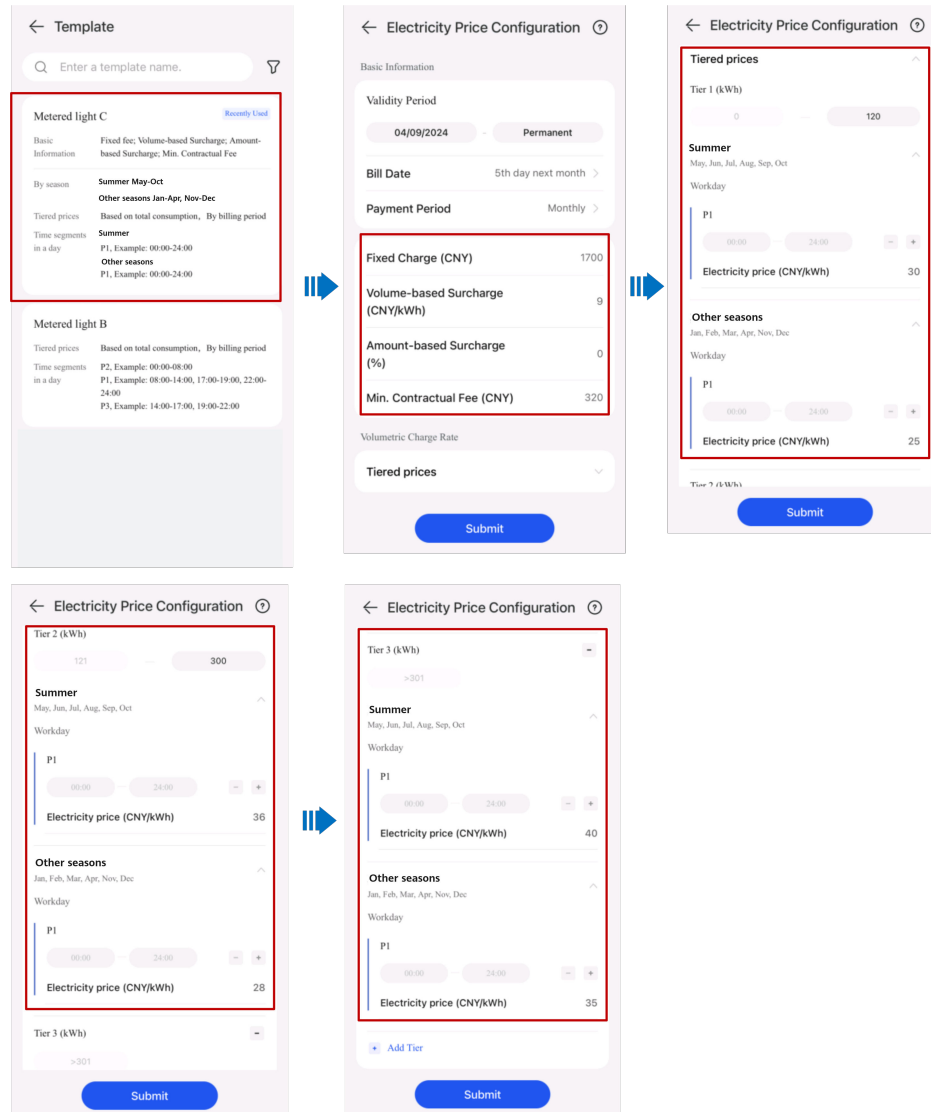 Template
Enter a template name.
Metered light C
Recently Used
Basic Information
Fixed fee; Volume-based Surcharge; Amount-
based Surcharge; Min. Contractual Fee
By season
Summer May-Oct
Other seasons Jan-Apr, Nov-Dec
Tiered prices
Based on total consumption, By billing period
Time segments in a day
Summer
P1, Example: 00:00-24:00
Other seasons
P1, Example: 00:00-24:00
Metered light B
Tiered prices
Based on total consumption, By billing period
Time segments in a day
P2, Example: 00:00-08:00
P1, Example: 08:00-14:00, 17:00-19:00, 22:00-
24:00
P3, Example: 14:00-17:00, 19:00-22:00
Electricity Price Configuration
Basic Information
Validity Period
04/09/2024 - Permanent
Bill Date 5th day next month
Payment Period Monthly
Fixed Charge (CNY) 1700
Volume-based Surcharge
(CNY/kWh) 9
Amount-based Surcharge
(%) 0
Min. Contractual Fee (CNY) 320
Volumetric Charge Rate
Tiered prices
Submit
Electricity Price Configuration
Tiered prices
Tier 1 (kWh)
0 — 120
Summer
May, Jun, Jul, Aug, Sep, Oct
Workday
P1
00:00 — 24:00 - +
Electricity price (CNY/kWh) 30
Other seasons
Jan, Feb, Mar, Apr, Nov, Dec
Workday
P1
00:00 — 24:00 - +
Electricity price (CNY/kWh) 25
Tier 2 (kWh)
Submit
Electricity Price Configuration
Tier 2 (kWh)
121 — 300
Summer
May, Jun, Jul, Aug, Sep, Oct
Workday
P1
00:00 — 24:00 - +
Electricity price (CNY/kWh) 36
Other seasons
Jan, Feb, Mar, Apr, Nov, Dec
Workday
P1
00:00 — 24:00 - +
Electricity price (CNY/kWh) 28
Tier 3 (kWh) -
>301
Submit
Electricity Price Configuration
Tier 3 (kWh) -
>301
Summer
May, Jun, Jul, Aug, Sep, Oct
Workday
P1
00:00 — 24:00 - +
Electricity price (CNY/kWh) 40
Other seasons
Jan, Feb, Mar, Apr, Nov, Dec
Workday
P1
00:00 — 24:00 - +
Electricity price (CNY/kWh) 35
+ Add Tier
Submit